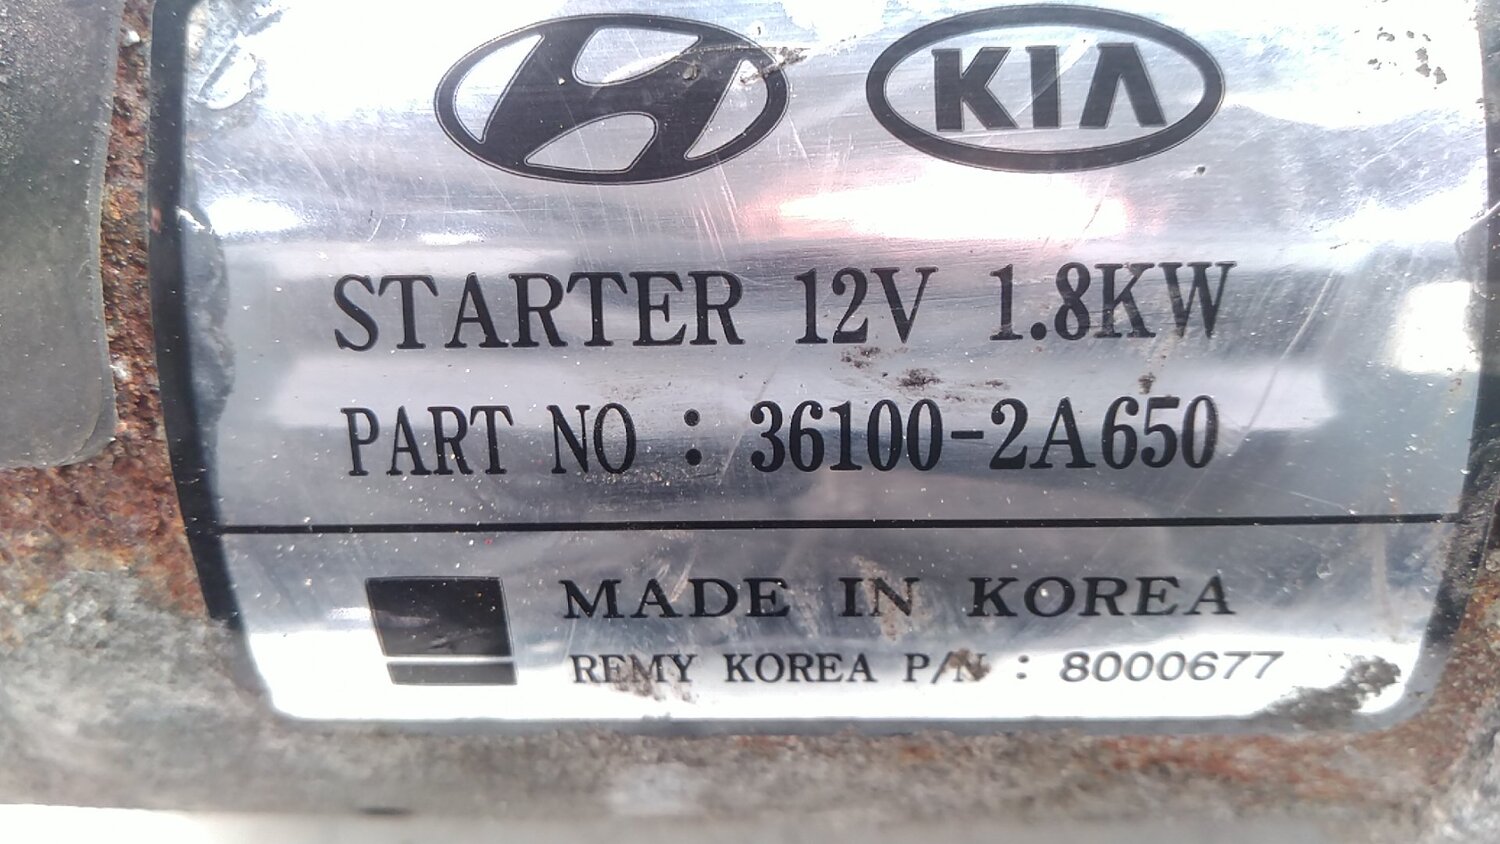 KIA
STARTER 12V 1.8KW
PART NO : 36100-2A650
MADE IN KOREA
REMY KOREA P/N : 8000677